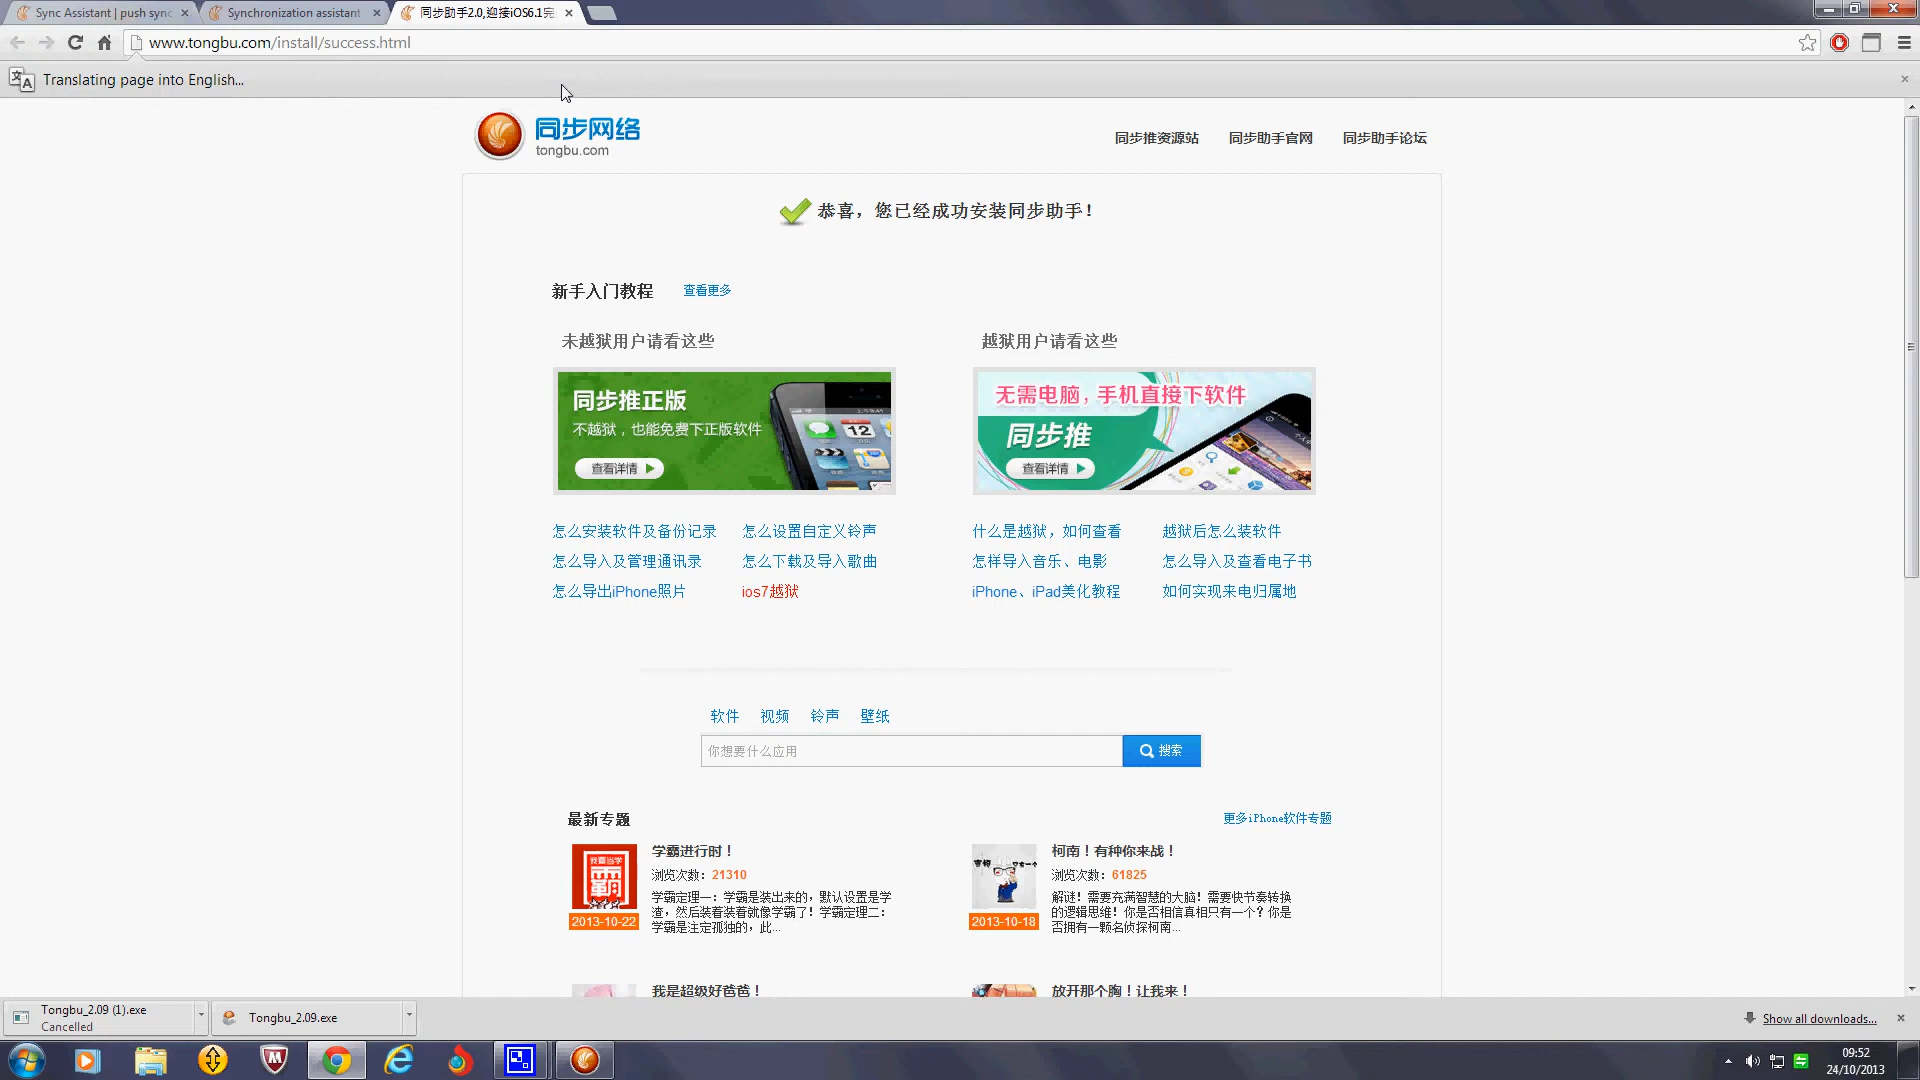 Sync Assistant | push sync
Synchronization assistant
同步助手2.0,迎接iOS6.1完
www.tongbu.com/install/success.html
Translating page into English...
同步网络
tongbu.com
同步推资源站 同步助手官网 同步助手论坛
恭喜，您已经成功安装同步助手！
新手入门教程 查看更多
未越狱用户请看这些
越狱用户请看这些
同步推正版
不越狱，也能免费下正版软件
查看详情
无需电脑，手机直接下软件
同步推
查看详情
怎么安装软件及备份记录 怎么设置自定义铃声
怎么导入及管理通讯录 怎么下载及导入歌曲
怎么导出iPhone照片 ios7越狱
什么是越狱，如何查看 越狱后怎么装软件
怎样导入音乐、电影 怎么导入及查看电子书
iPhone、iPad美化教程 如何实现来电归属地
软件 视频 铃声 壁纸
你想要什么应用 搜索
最新专题 更多iPhone软件专题
我要当学
霸
2013-10-22
学霸进行时！
浏览次数：21310
学霸定理一：学霸是装出来的，默认设置是学
渣，然后装着装着就像学霸了！学霸定理二：
学霸是注定孤独的，此...
2013-10-18
柯南！有种你来战！
浏览次数：61825
解谜！需要充满智慧的大脑！需要快节奏转换
的逻辑思维！你是否相信真相只有一个？你是
否拥有一颗名侦探柯南...
我是超级好爸爸！
放开那个胸！让我来！
Tongbu_2.09 (1).exe
Cancelled
Tongbu_2.09.exe
Show all downloads...
09:52
24/10/2013